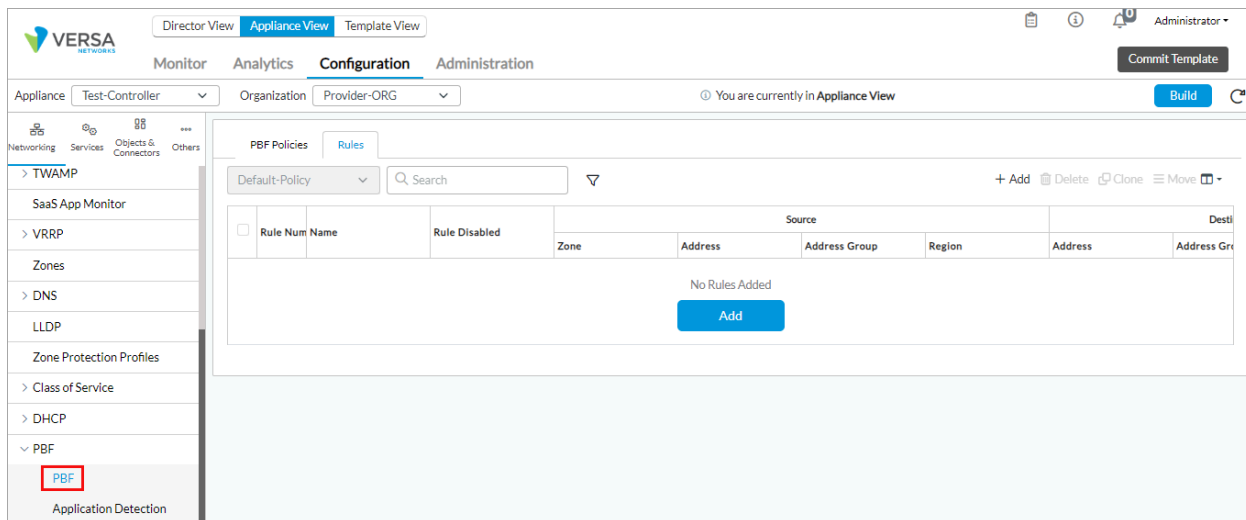 Director View Appliance View Template View
0
Administrator
VERSA
NETWORKS
Monitor Analytics Configuration Administration
Commit Template
Appliance Test-Controller Organization Provider-ORG You are currently in Appliance View Build
Networking Services Objects & Connectors Others
PBF Policies Rules
TWAMP
Default-Policy Search + Add Delete Clone Move
SaaS App Monitor
VRRP
Rule Num Name Rule Disabled Source Desti
Zone Address Address Group Region Address Address Gro
Zones
No Rules Added
DNS
Add
LLDP
Zone Protection Profiles
Class of Service
DHCP
PBF
PBF
Application Detection